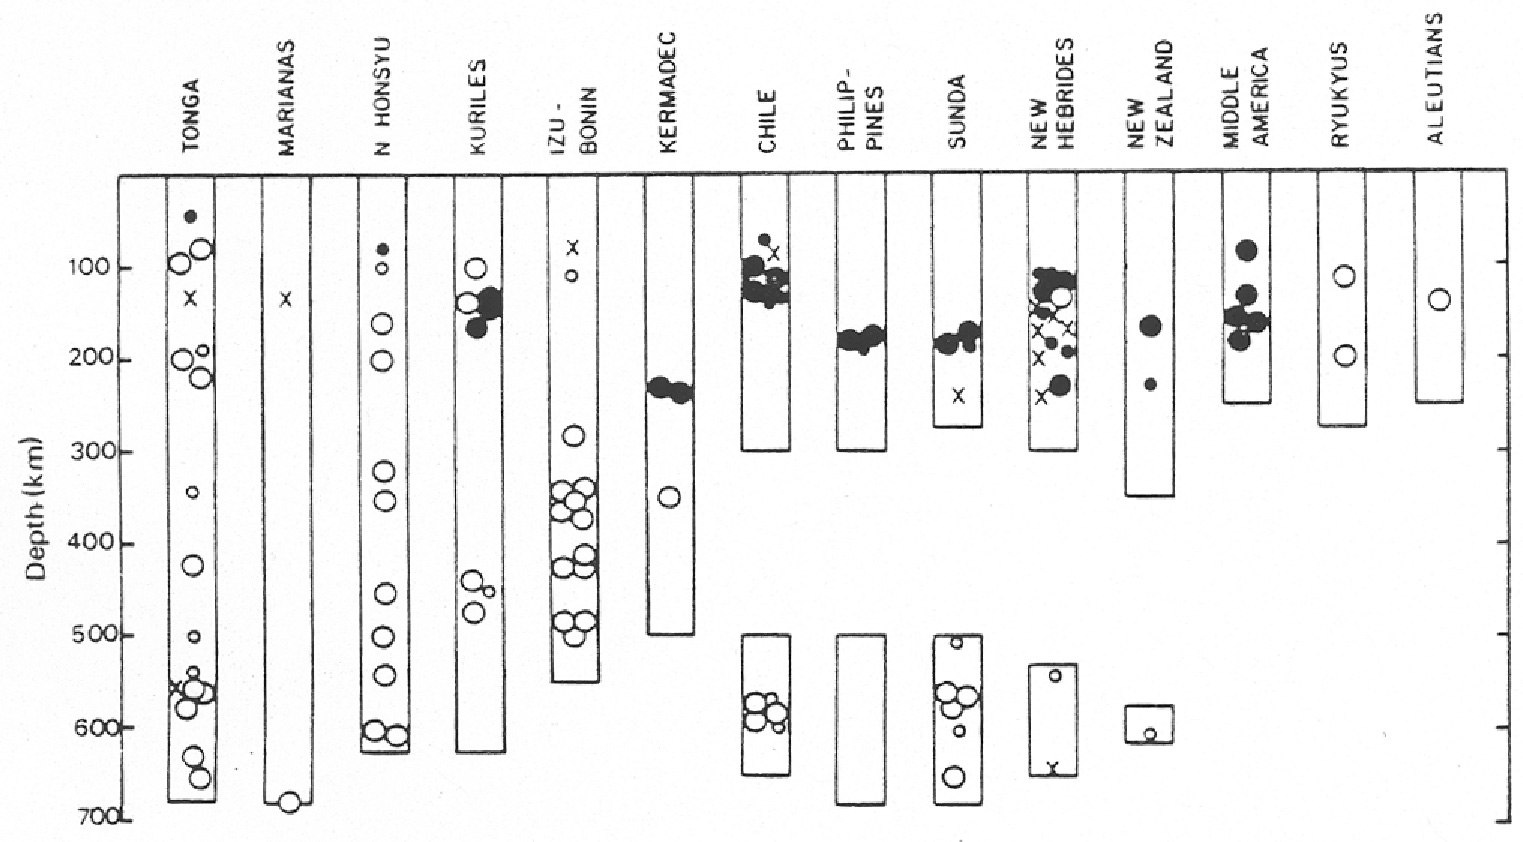 TONGA
MARIANAS
N HONSYU
KURILES
IZU -
BONIN
KERMADEC
CHILE
PHILIP-
PINES
SUNDA
NEW
HEBRIDES
NEW
ZEALAND
MIDDLE
AMERICA
RYUKYUS
ALEUTIANS
Depth (km)
100
200
300
400
500
600
700